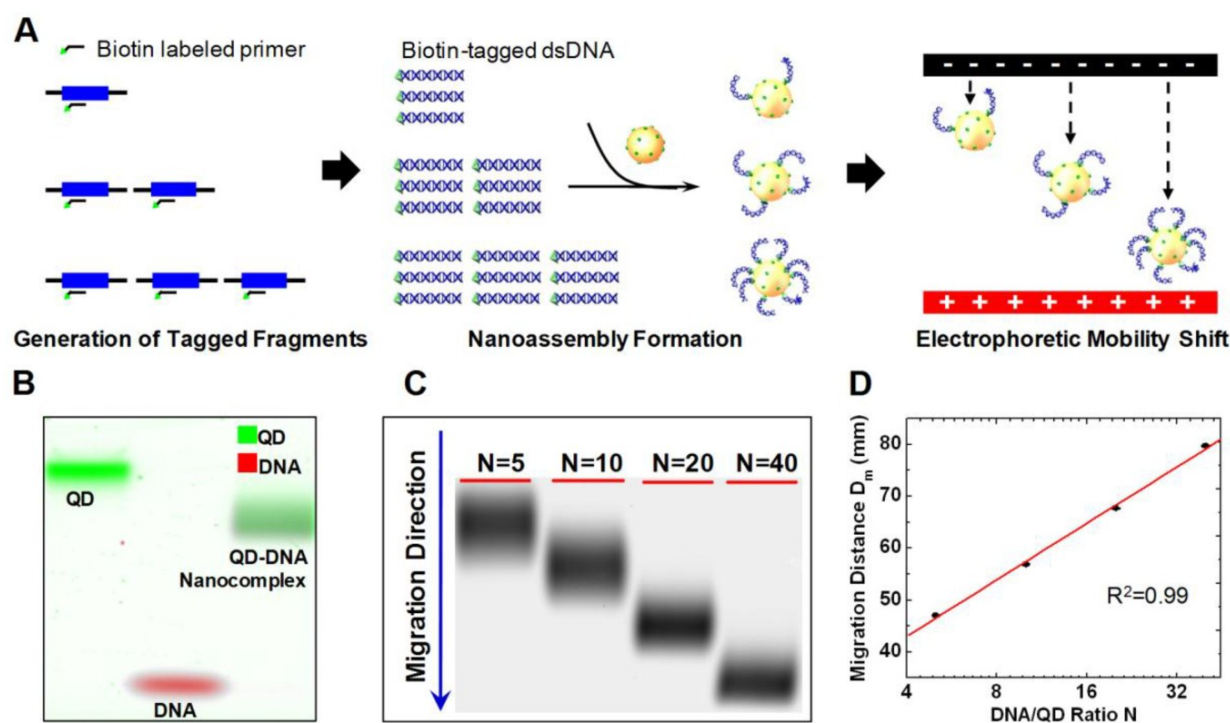 A
Biotin labeled primer
Biotin-tagged dsDNA
- - - - - - - - -
+ + + + + + + +
Generation of Tagged Fragments
Nanoassembly Formation
Electrophoretic Mobility Shift
B
QD
DNA
QD
QD-DNA
Nanocomplex
DNA
C
Migration Direction
N=5 N=10 N=20 N=40
D
Migration Distance Dm (mm)
80
70
60
50
40
R²=0.99
4 8 16 32
DNA/QD Ratio N